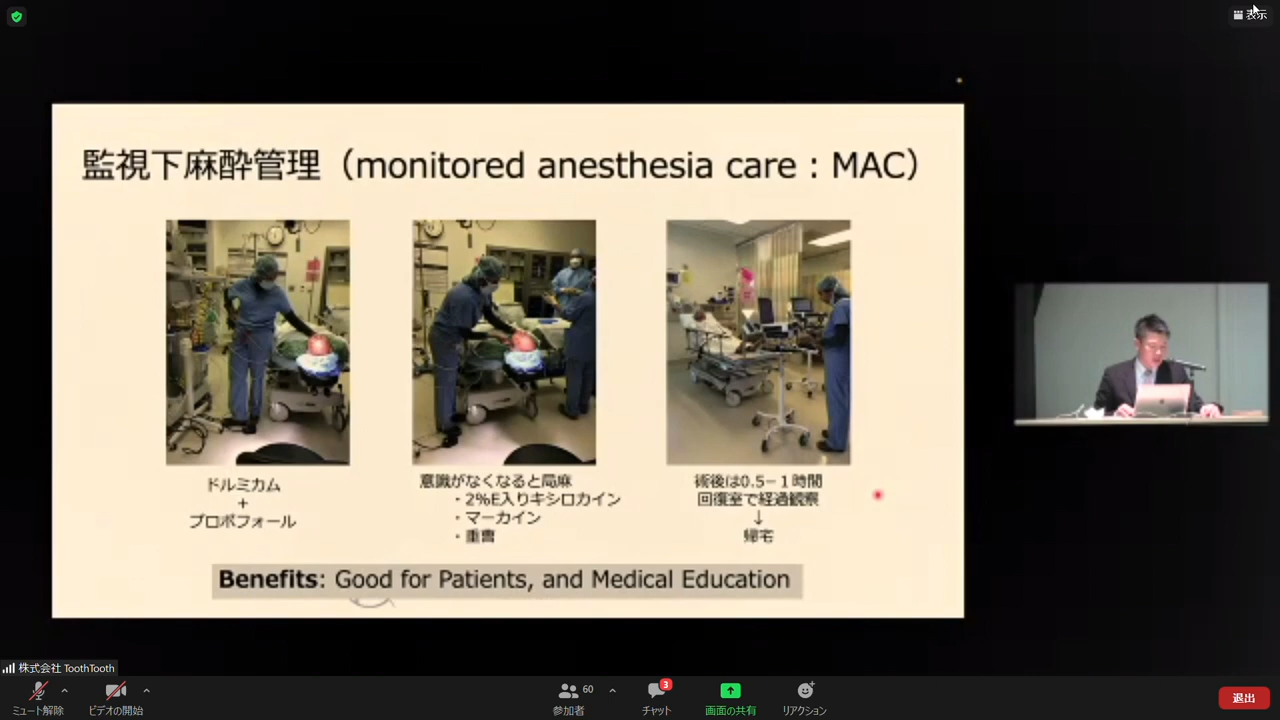 表示
監視下麻酔管理（monitored anesthesia care：MAC）
ドルミカム
+
プロポフォール
意識がなくなると局麻
・2%E入りキシロカイン
・マーカイン
・重曹
術後は0.5−１時間
回復室で経過観察
↓
帰宅
Benefits: Good for Patients, and Medical Education
株式会社 ToothTooth
ミュート解除
ビデオの開始
60
参加者
3
チャット
画面の共有
リアクション
退出